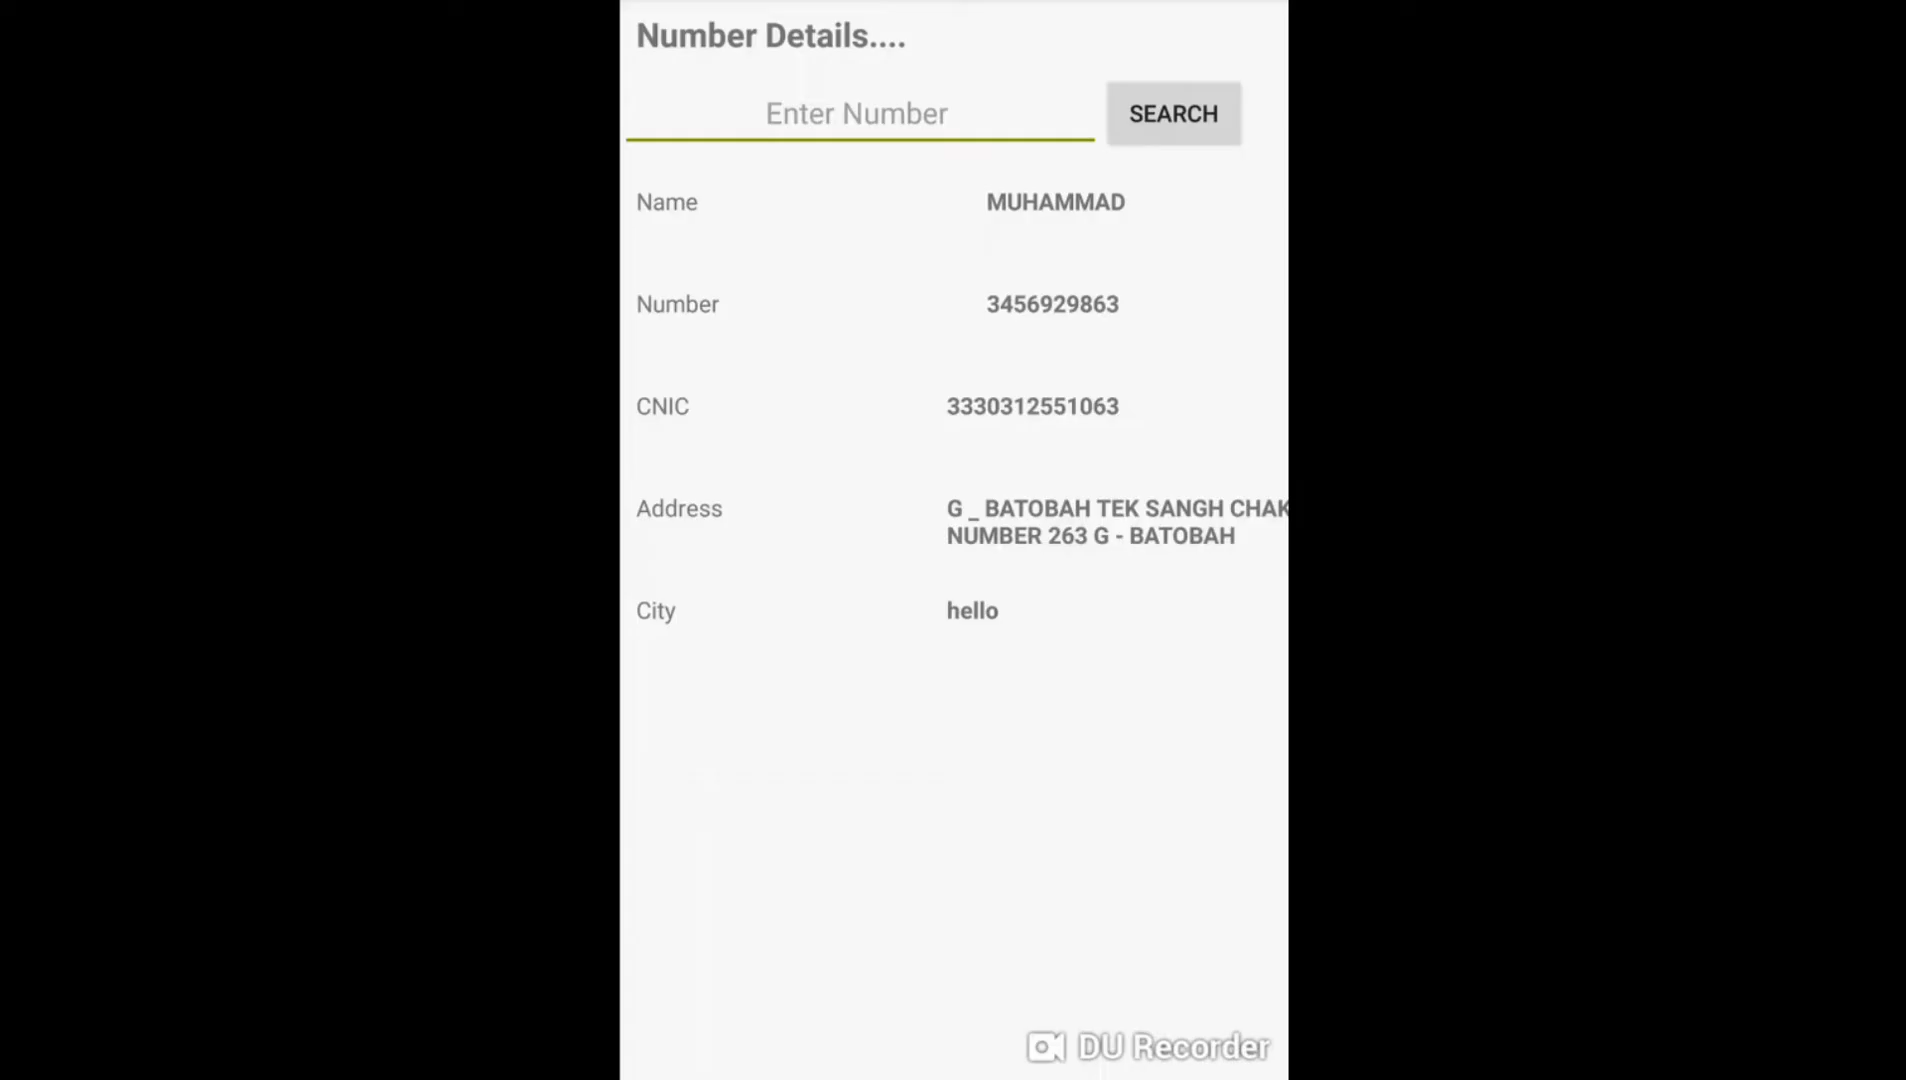 Number Details....
Enter Number
SEARCH
Name MUHAMMAD
Number 3456929863
CNIC 3330312551063
Address G _ BATOBAH TEK SANGH CHAK
NUMBER 263 G - BATOBAH
City hello
DU Recorder